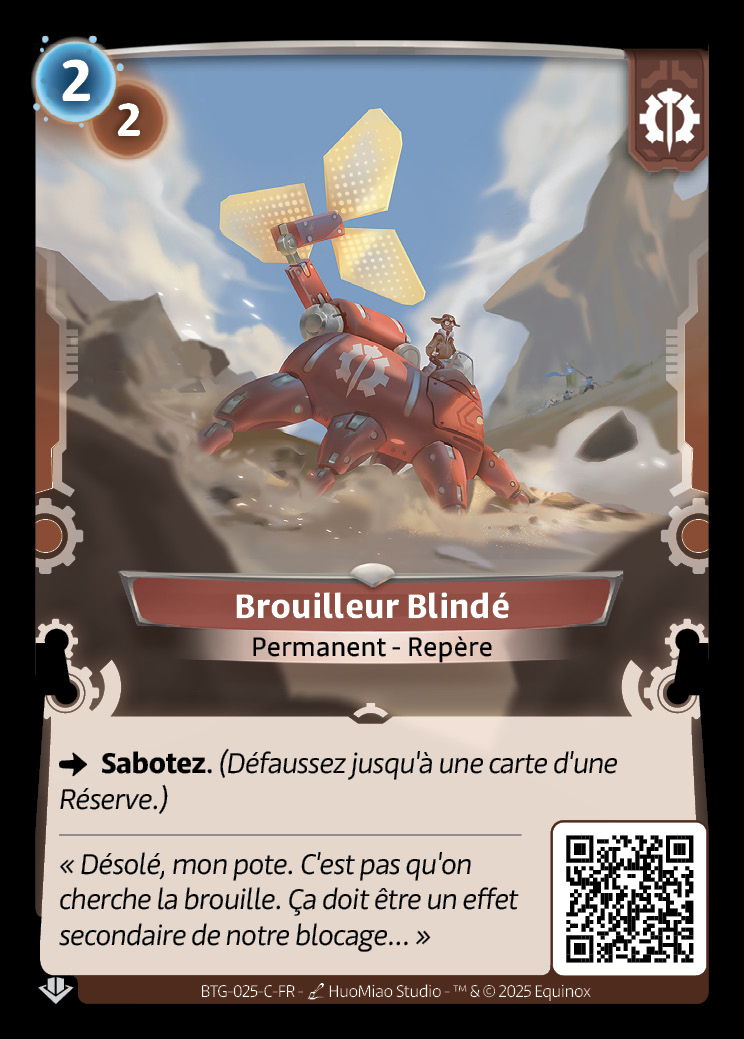 2
2
Brouilleur Blindé
Permanent - Repère
Sabotez. (Défaussez jusqu'à une carte d'une
Réserve.)
« Désolé, mon pote. C'est pas qu'on
cherche la brouille. Ça doit être un effet
secondaire de notre blocage... »
BTG-025-C-FR - HuoMiao Studio - ™ & © 2025 Equinox